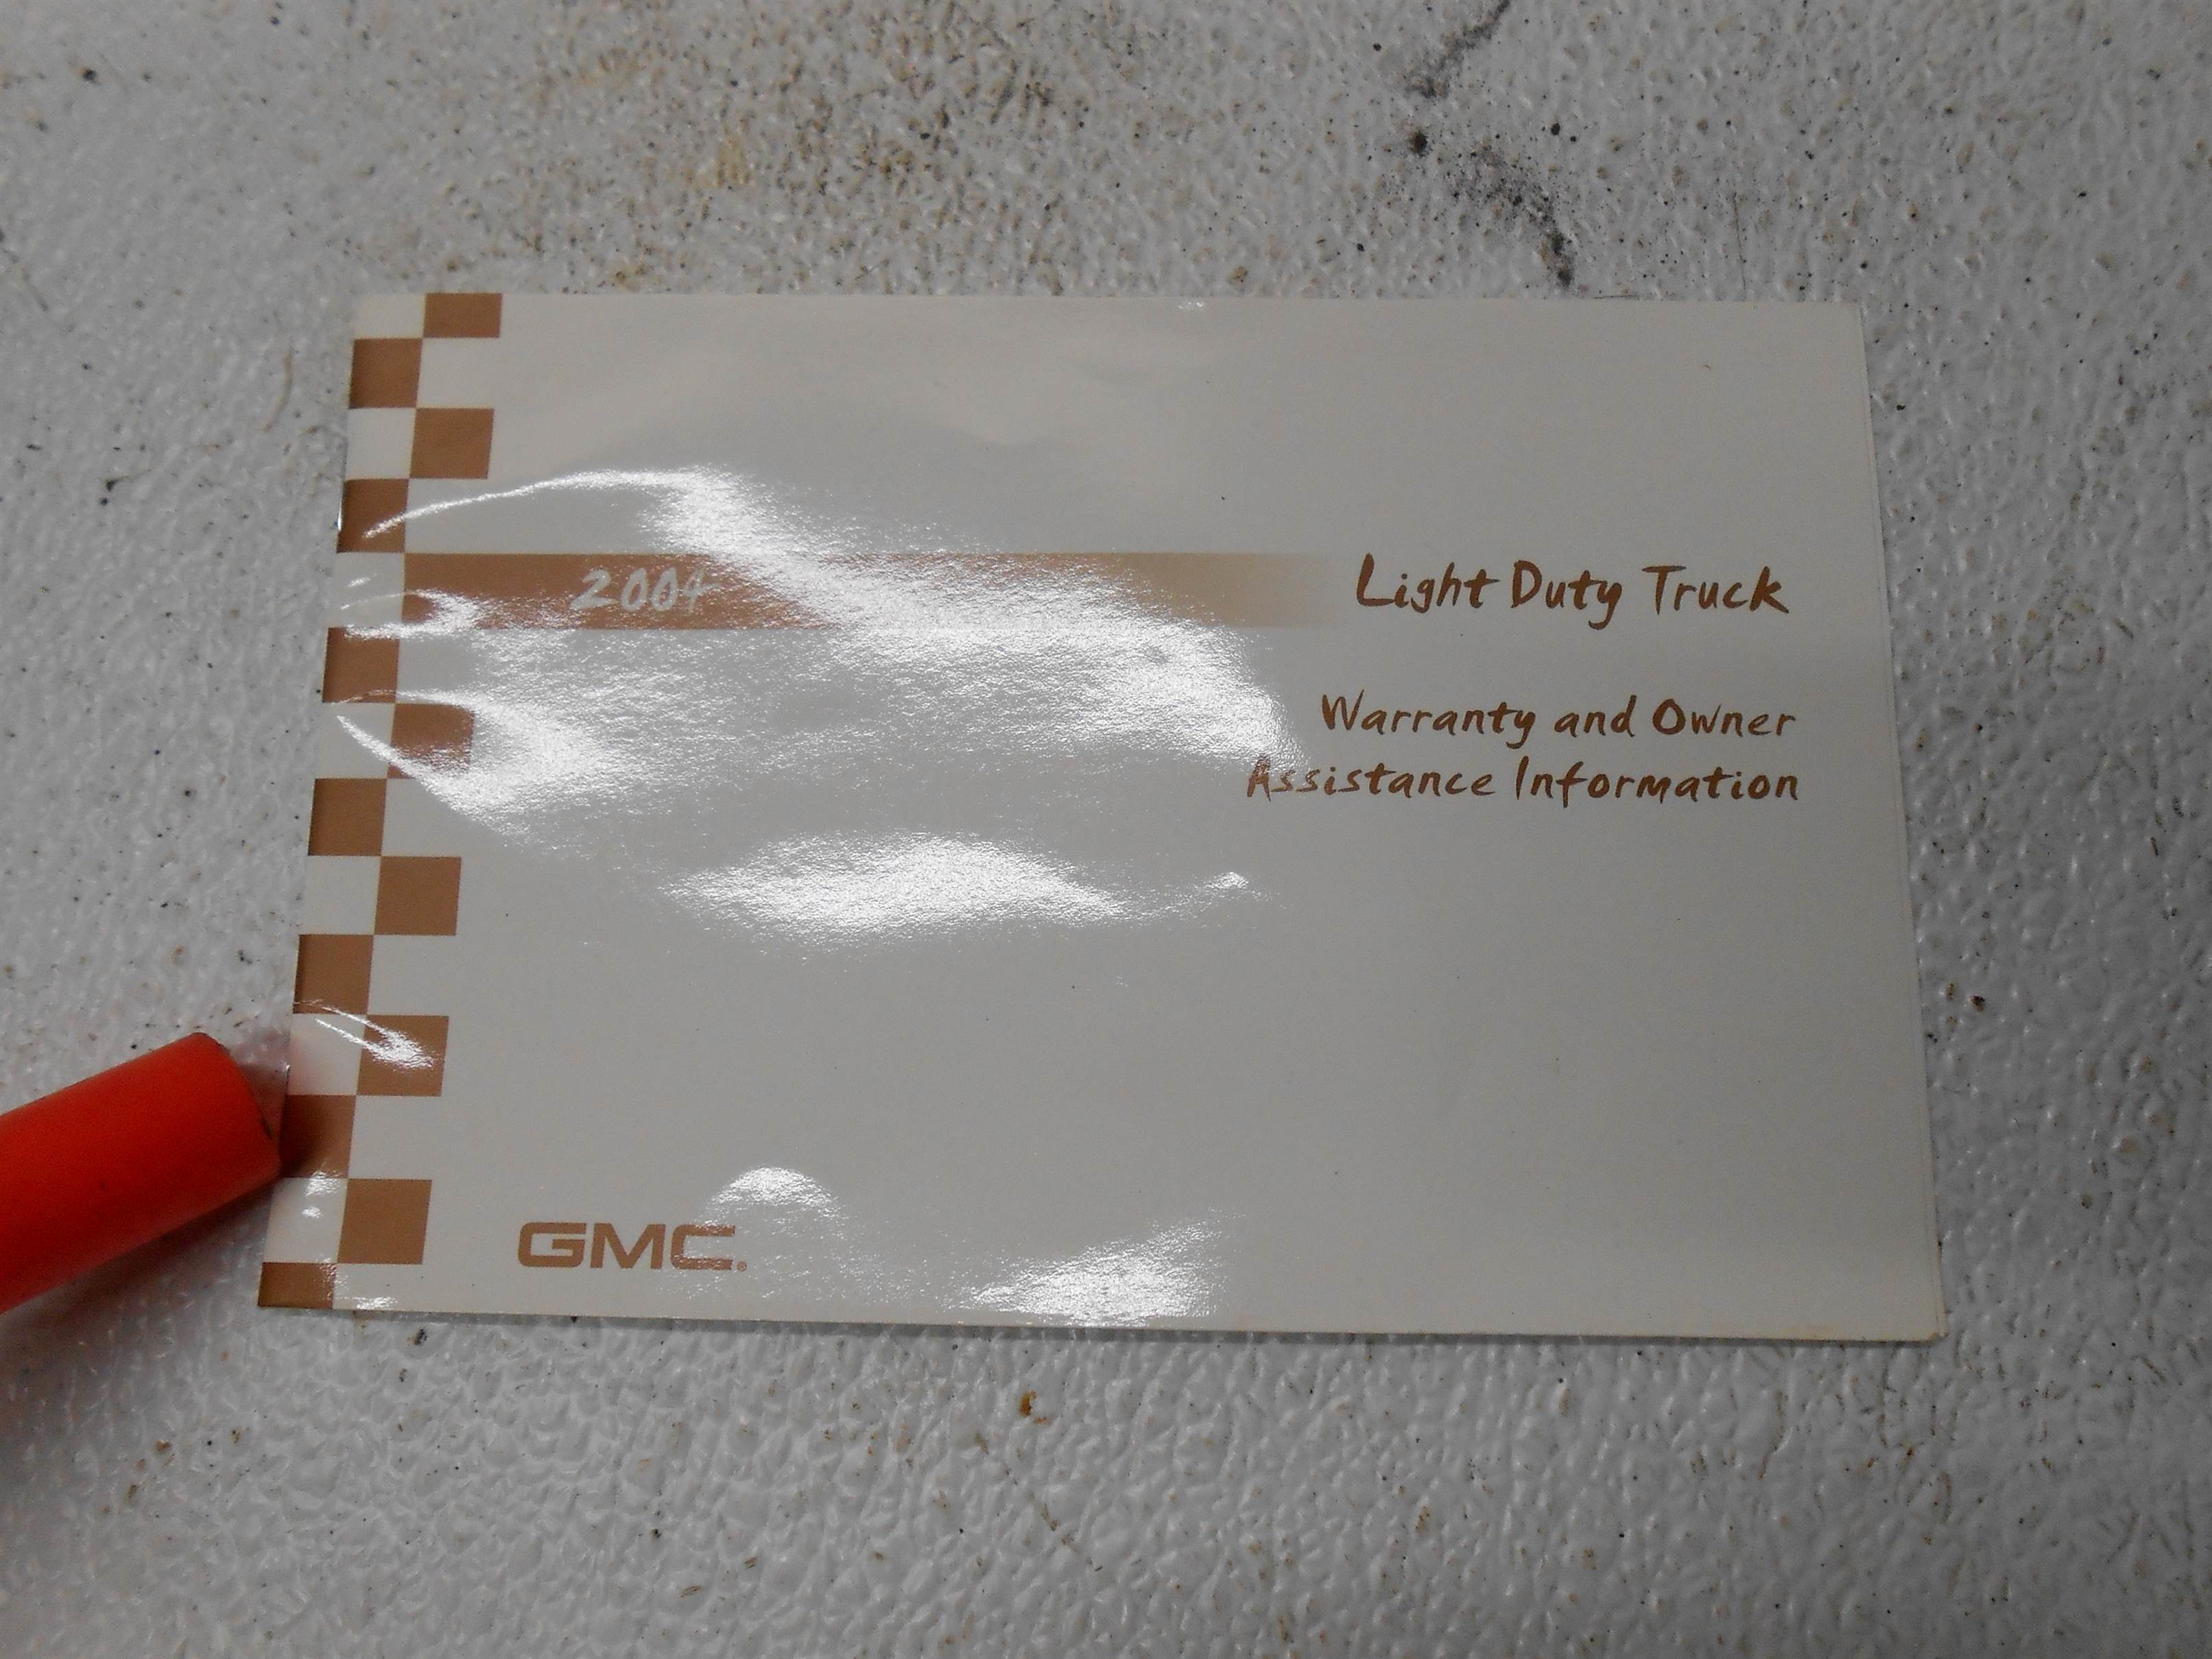 2004 Light Duty Truck
Warranty and Owner
Assistance Information
GMC®